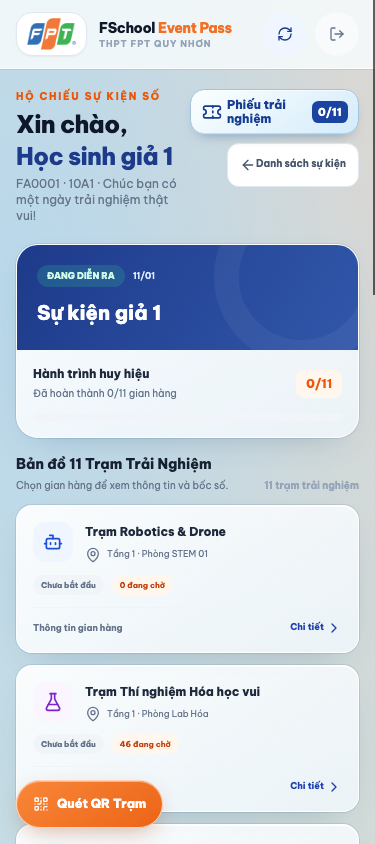 FPT
FSchool Event Pass
THPT FPT QUY NHƠN
HỘ CHIẾU SỰ KIỆN SỐ
Xin chào,
Học sinh giả 1
FA0001 · 10A1 · Chúc bạn có
một ngày trải nghiệm thật
vui!
Phiếu trải
nghiệm
0/11
Danh sách sự kiện
ĐANG DIỄN RA
11/01
Sự kiện giả 1
Hành trình huy hiệu
Đã hoàn thành 0/11 gian hàng
0/11
Bản đồ 11 Trạm Trải Nghiệm
Chọn gian hàng để xem thông tin và bốc số.
11 trạm trải nghiệm
Trạm Robotics & Drone
Tầng 1 · Phòng STEM 01
Chưa bắt đầu
0 đang chờ
Thông tin gian hàng
Chi tiết
Trạm Thí nghiệm Hóa học vui
Tầng 1 · Phòng Lab Hóa
Chưa bắt đầu
46 đang chờ
Chi tiết
Quét QR Trạm